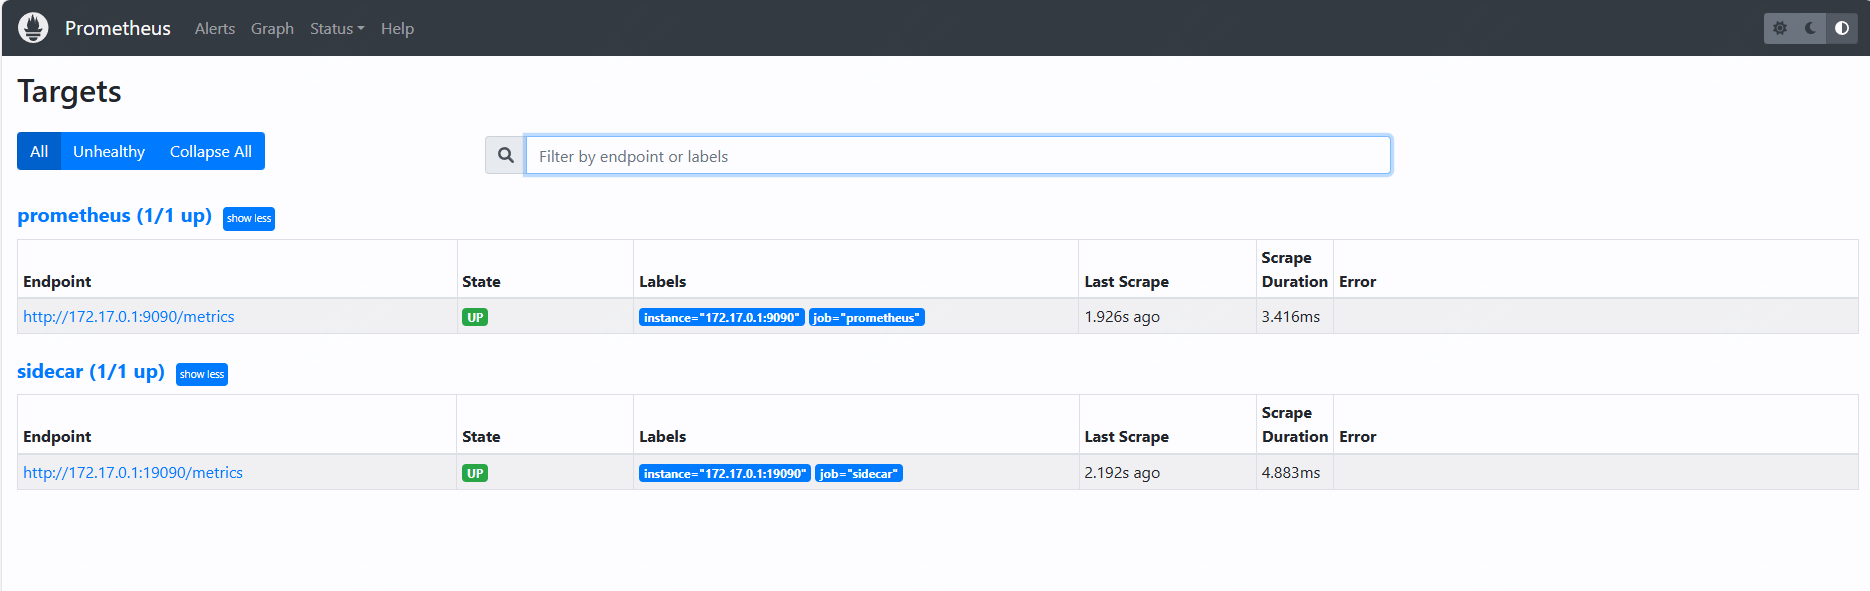 Prometheus Alerts Graph Status Help
Targets
All Unhealthy Collapse All
Filter by endpoint or labels
prometheus (1/1 up) show less
Endpoint State Labels Last Scrape Scrape Duration Error
http://172.17.0.1:9090/metrics UP instance="172.17.0.1:9090" job="prometheus" 1.926s ago 3.416ms
sidecar (1/1 up) show less
Endpoint State Labels Last Scrape Scrape Duration Error
http://172.17.0.1:19090/metrics UP instance="172.17.0.1:19090" job="sidecar" 2.192s ago 4.883ms